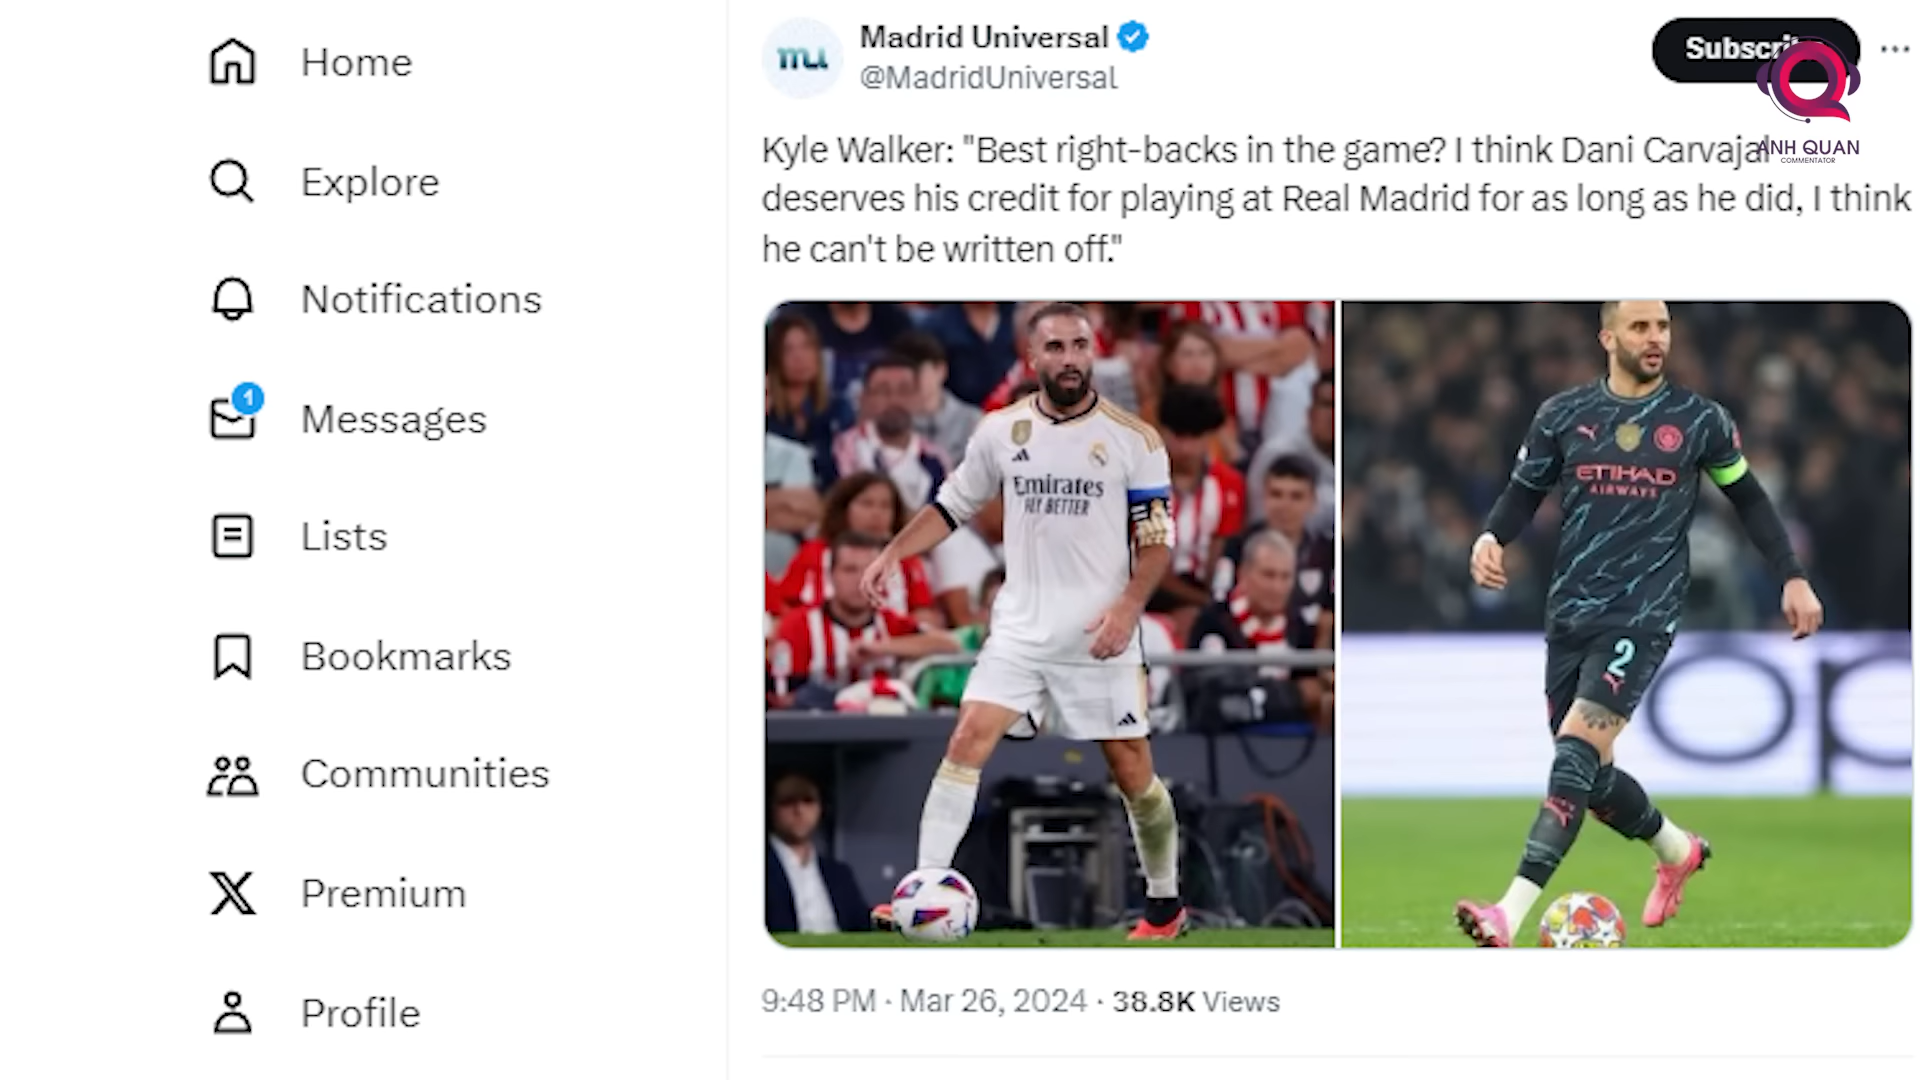 Home
Explore
Notifications
1
Messages
Lists
Bookmarks
Communities
Premium
Profile
mu
Madrid Universal
@MadridUniversal
ANH QUAN
COMMENTATOR
Kyle Walker: "Best right-backs in the game? I think Dani Carvajal
deserves his credit for playing at Real Madrid for as long as he did, I think
he can't be written off."
Emirates
FLY BETTER
ETIHAD
AIRWAYS
2
op
9:48 PM · Mar 26, 2024 · 38.8K Views